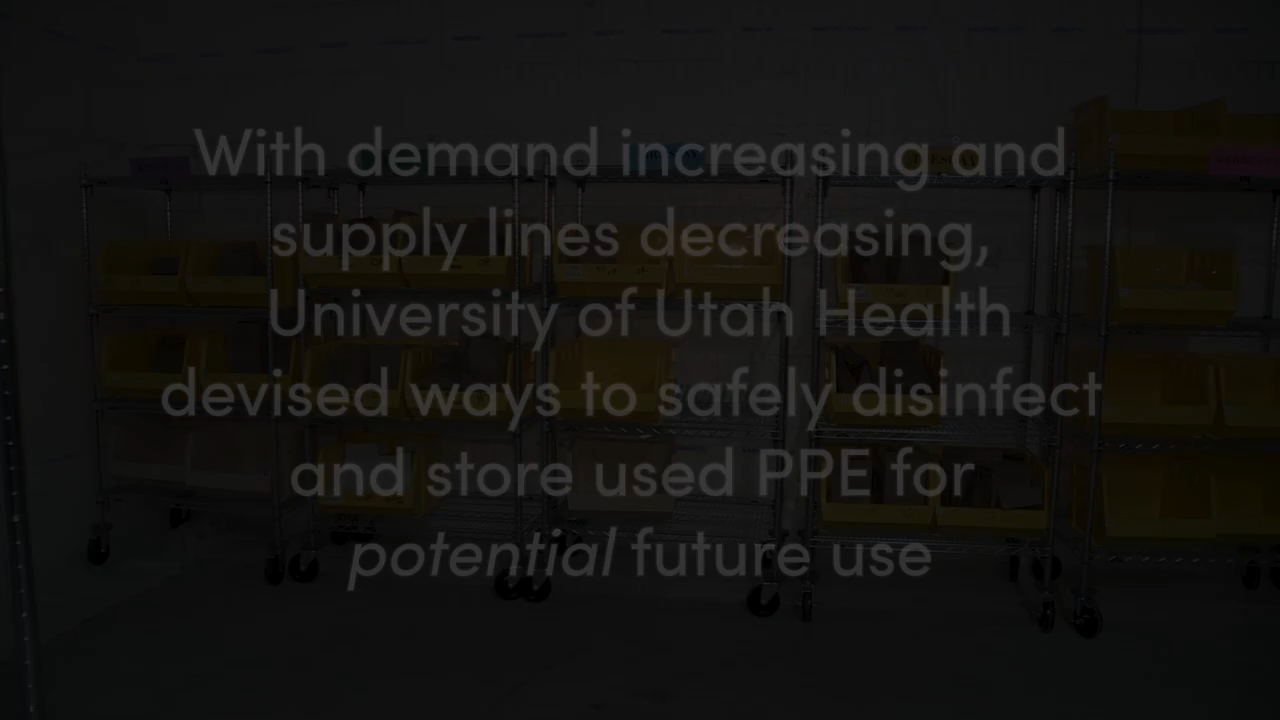 With demand increasing and
supply lines decreasing,
University of Utah Health
devised ways to safely disinfect
and store used PPE for
potential future use
TUESDAY